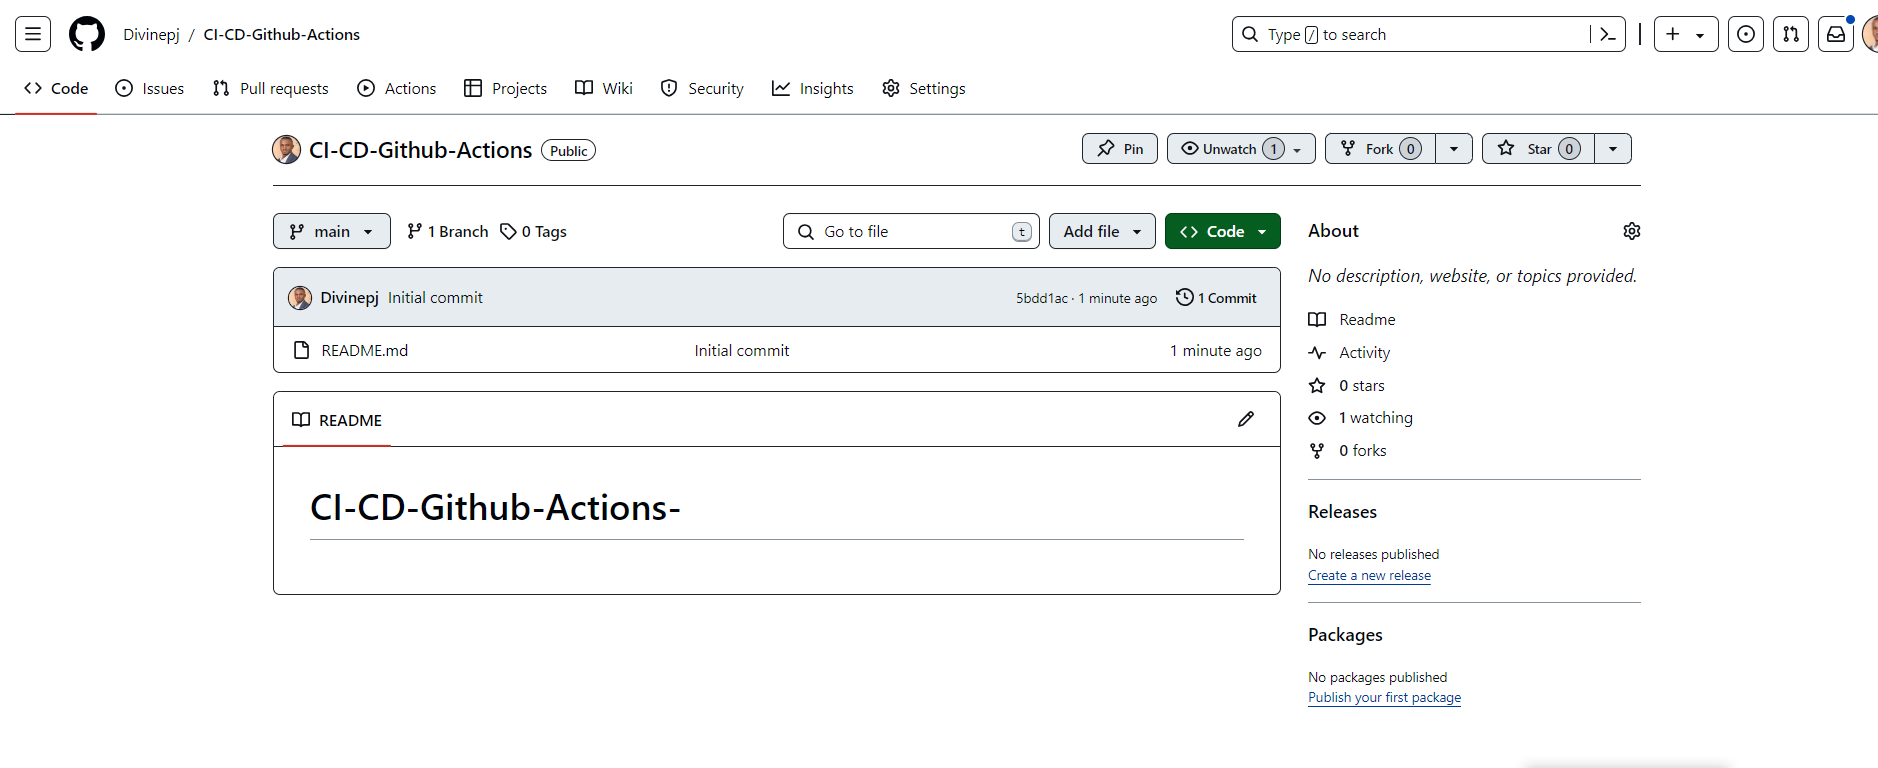 Divinepj / CI-CD-Github-Actions
Type / to search
Code Issues Pull requests Actions Projects Wiki Security Insights Settings
CI-CD-Github-Actions Public
Pin Unwatch 1 Fork 0 Star 0
main 1 Branch 0 Tags Go to file t Add file Code
Divinepj Initial commit 5bdd1ac · 1 minute ago 1 Commit
README.md Initial commit 1 minute ago
README
CI-CD-Github-Actions-
About
No description, website, or topics provided.
Readme
Activity
0 stars
1 watching
0 forks
Releases
No releases published
Create a new release
Packages
No packages published
Publish your first package